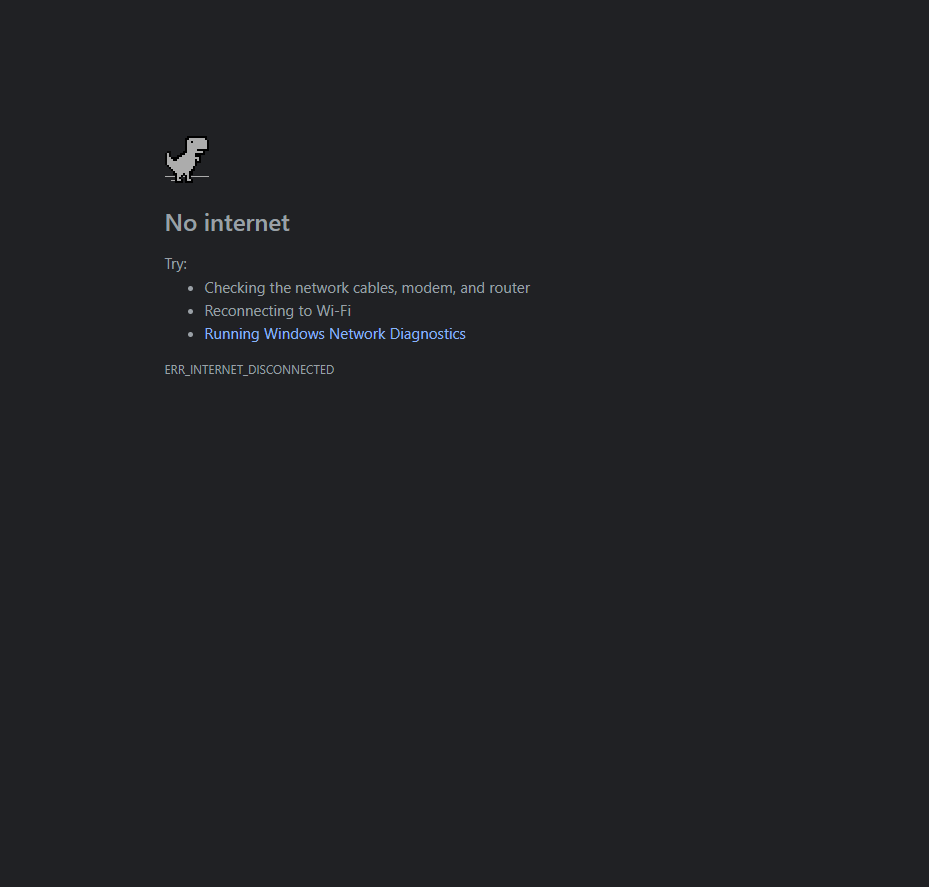 No internet
Try:
Checking the network cables, modem, and router
Reconnecting to Wi-Fi
Running Windows Network Diagnostics
ERR_INTERNET_DISCONNECTED